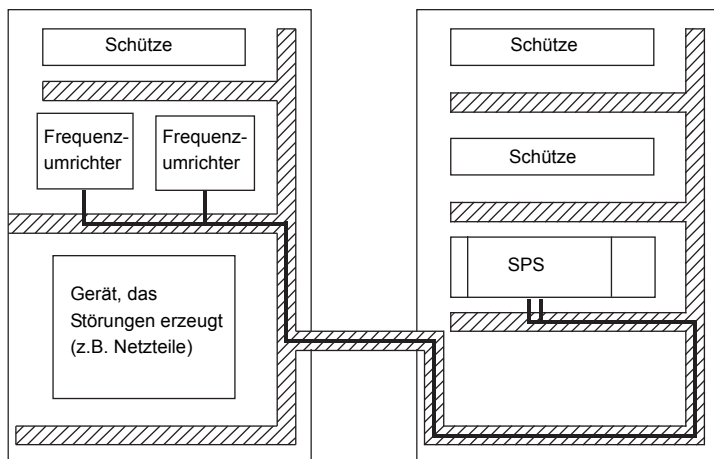 Schütze
Frequenz-
umrichter
Frequenz-
umrichter
Gerät, das
Störungen erzeugt
(z.B. Netzteile)
Schütze
Schütze
SPS